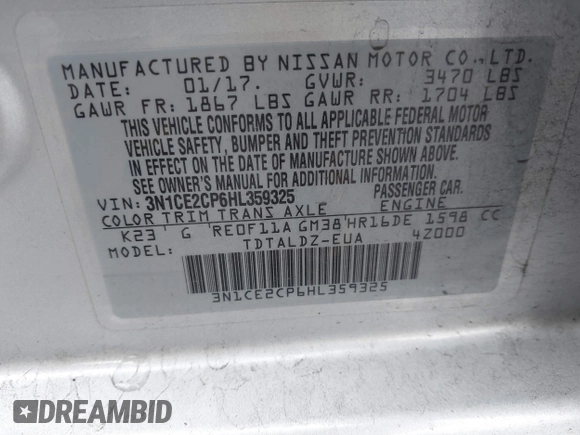 MANUFACTURED BY NISSAN MOTOR CO., LTD.
DATE: 01/17. GVWR: 3470 LBS
GAWR FR: 1867 LBS GAWR RR: 1704 LBS
THIS VEHICLE CONFORMS TO ALL APPLICABLE FEDERAL MOTOR
VEHICLE SAFETY, BUMPER AND THEFT PREVENTION STANDARDS
IN EFFECT ON THE DATE OF MANUFACTURE SHOWN ABOVE.
SEE OWNER'S MANUAL FOR ADDITIONAL INFORMATION.
VIN: 3N1CE2CP6HL359325 PASSENGER CAR.
COLOR TRIM TRANS AXLE ENGINE
K23 G RE0F11A GM38 HR16DE 1598 CC
MODEL: TDTALDZ-EUA 4Z000
3N1CE2CP6HL359325
DREAMBID